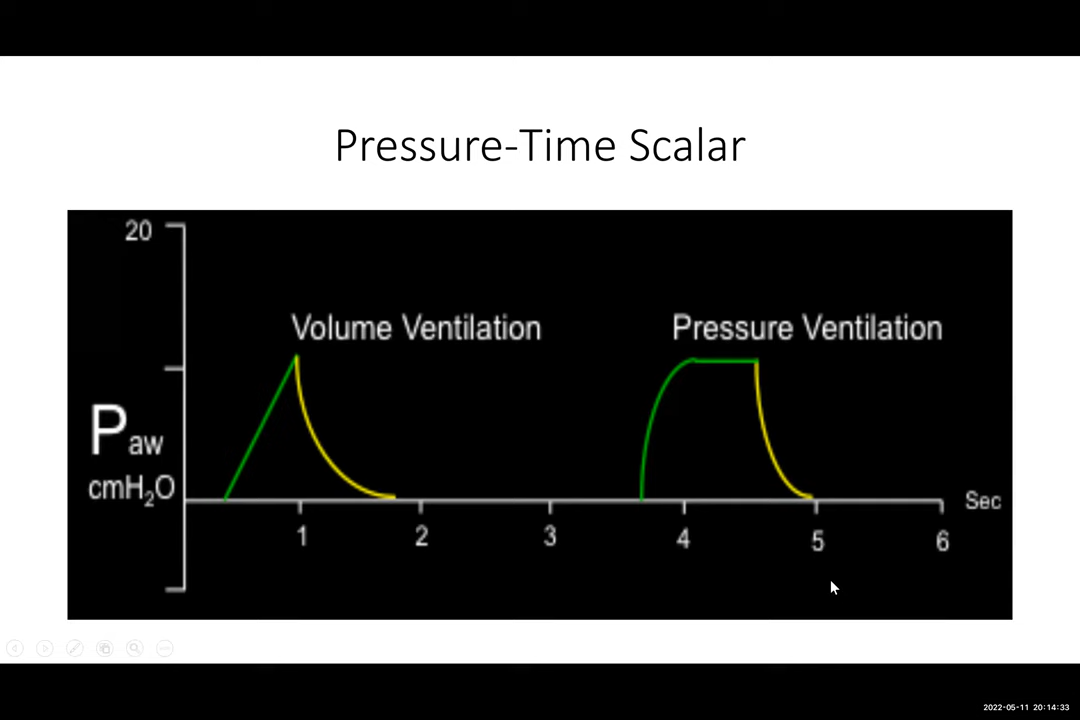 Pressure-Time Scalar
20
Volume Ventilation
Pressure Ventilation
Paw
cmH₂O
Sec
1 2 3 4 5 6
2022-05-11 20:14:33